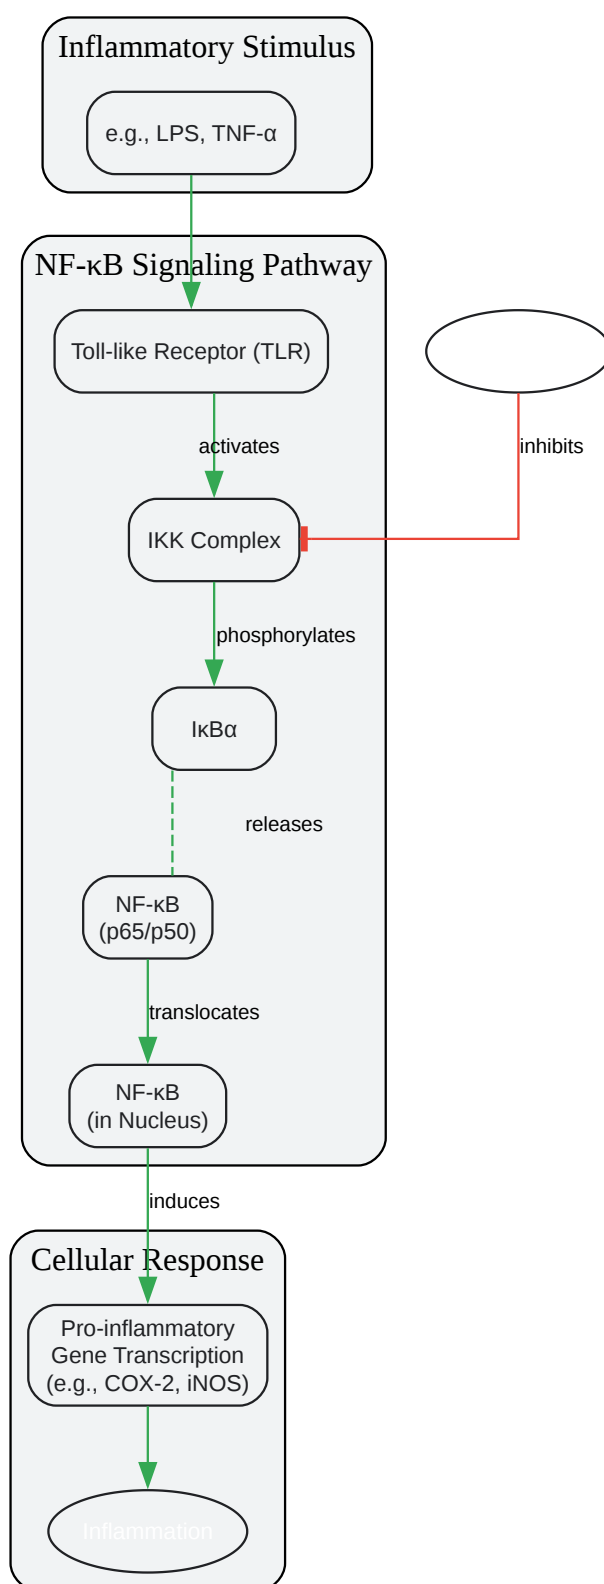 Inflammatory Stimulus
e.g., LPS, TNF-α
NF-κB Signaling Pathway
Toll-like Receptor (TLR)
activates
inhibits
IKK Complex
phosphorylates
IκBα
releases
NF-κB
(p65/p50)
translocates
NF-κB
(in Nucleus)
induces
Cellular Response
Pro-inflammatory
Gene Transcription
(e.g., COX-2, iNOS)
Inflammation